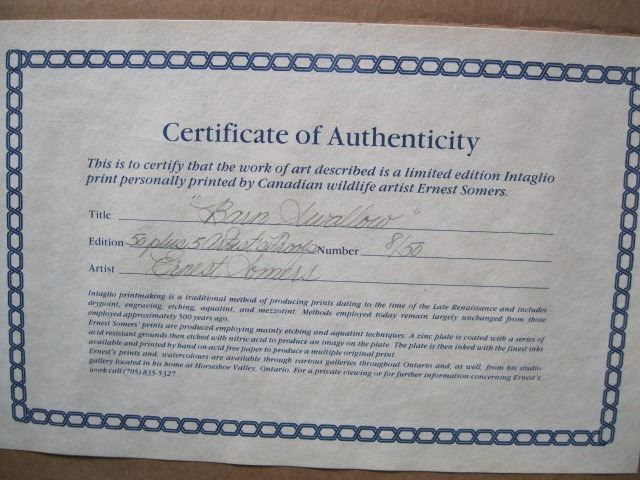 Certificate of Authenticity
This is to certify that the work of art described is a limited edition Intaglio
print personally printed by Canadian wildlife artist Ernest Somers.
Title "Barn Swallow"
Edition 50 plus 5 Artist's Proofs Number 8/50
Artist Ernest Somers
Intaglio printmaking is a traditional method of producing prints dating to the time of the Late Renaissance and includes
drypoint, engraving, etching, aquatint, and mezzotint. Methods employed today remain largely unchanged from those
employed approximately 500 years ago.
Ernest Somers' prints are produced employing mainly etching and aquatint techniques. A zinc plate is coated with a series of
acid resistant grounds then etched with nitric acid to produce an image on the plate. The plate is then inked with the finest inks
available and printed by hand on acid free paper to produce a multiple original print.
Ernest's prints and, watercolours are available through various galleries throughout Ontario and, as well, from his studio
gallery located in his home at Horseshoe Valley, Ontario. For a private viewing or for further information concerning Ernest's
work call (705) 835-5327